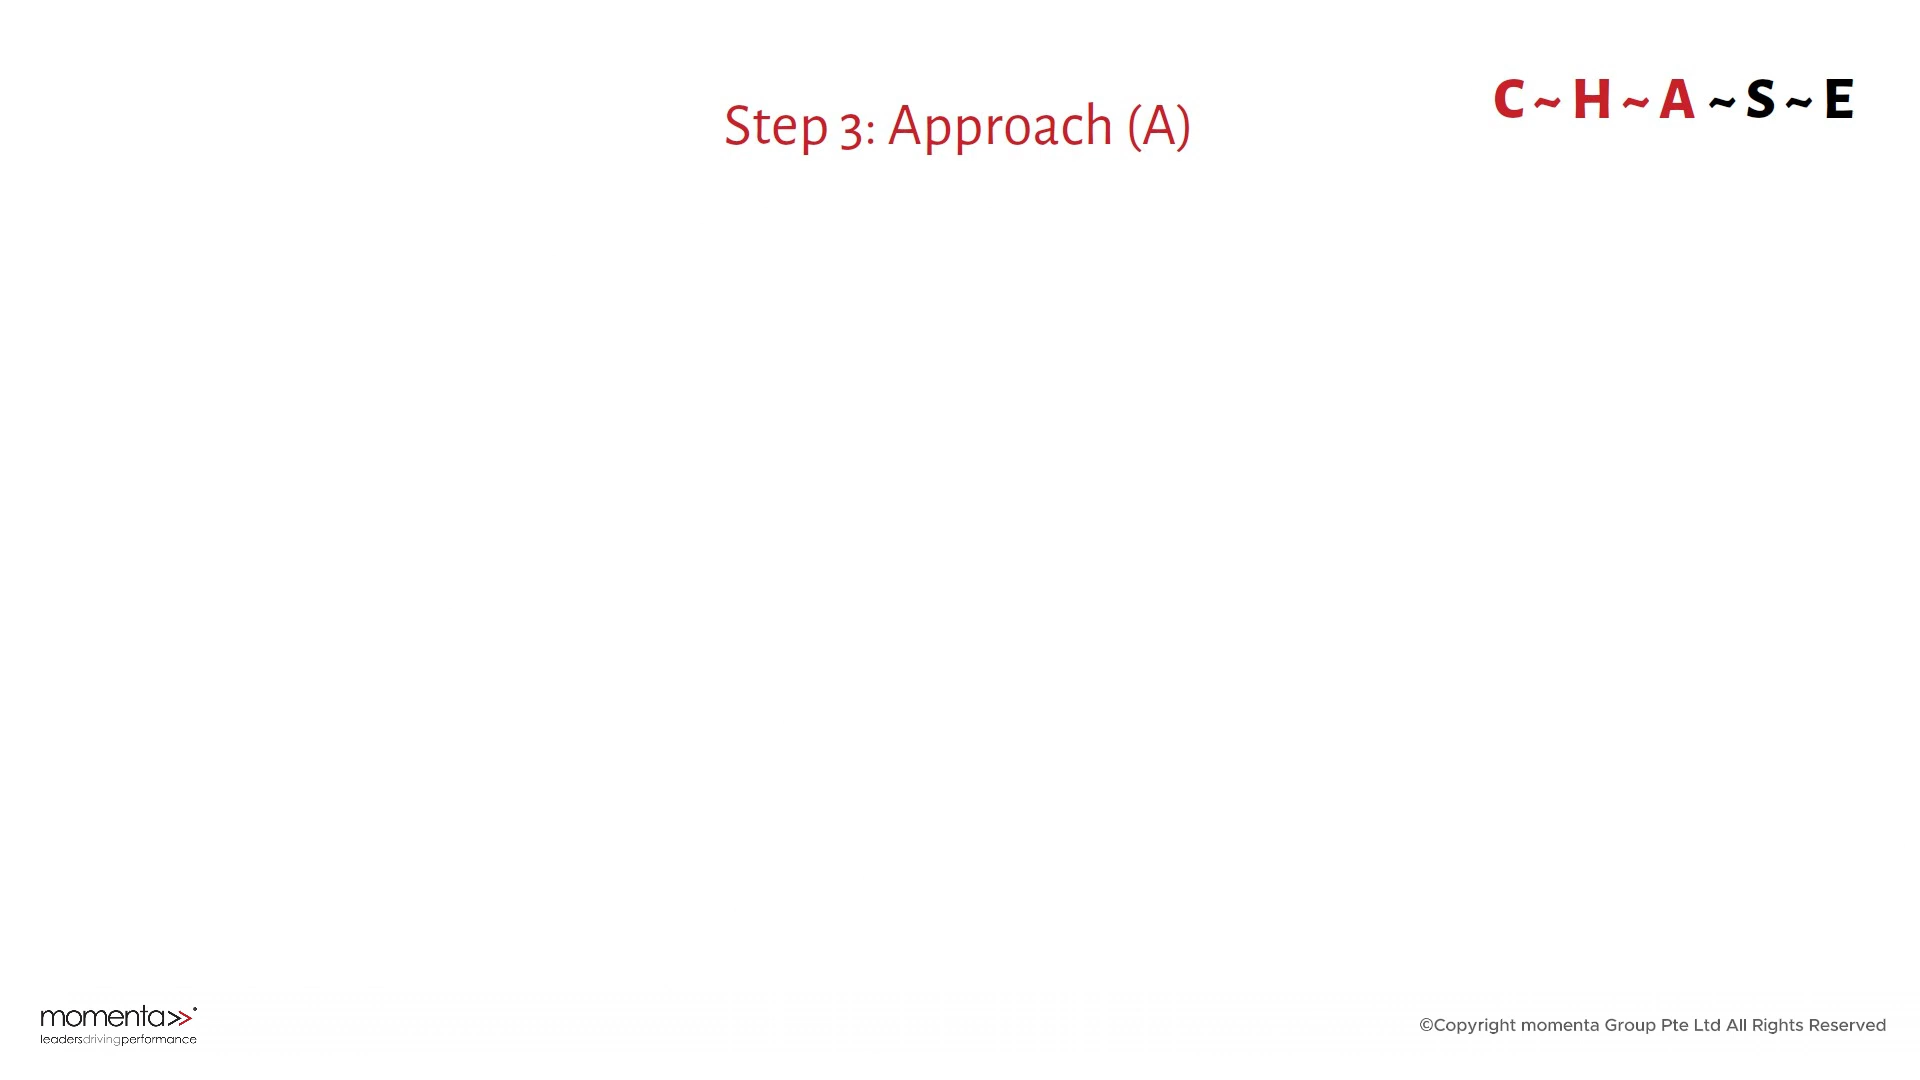 C~H~A~S~E
Step 3: Approach (A)
momenta>>
leadersdrivingperformance
©Copyright momenta Group Pte Ltd All Rights Reserved